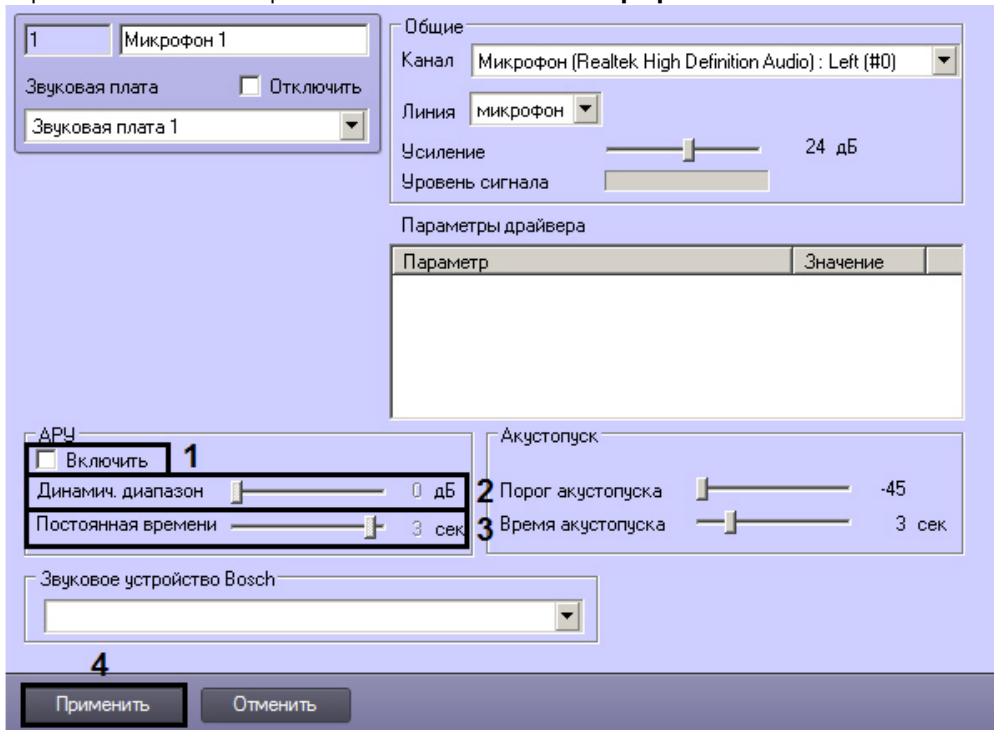 1
Микрофон 1
Звуковая плата
Отключить
Звуковая плата 1
Общие
Канал
Микрофон (Realtek High Definition Audio) : Left (#0)
Линия
микрофон
Усиление
24 дБ
Уровень сигнала
Параметры драйвера
Параметр
Значение
АРУ
Включить
1
Динамич. диапазон
0 дБ
2
Постоянная времени
3 сек
3
Акустопуск
Порог акустопуска
-45
Время акустопуска
3 сек
Звуковое устройство Bosch
4
Применить
Отменить